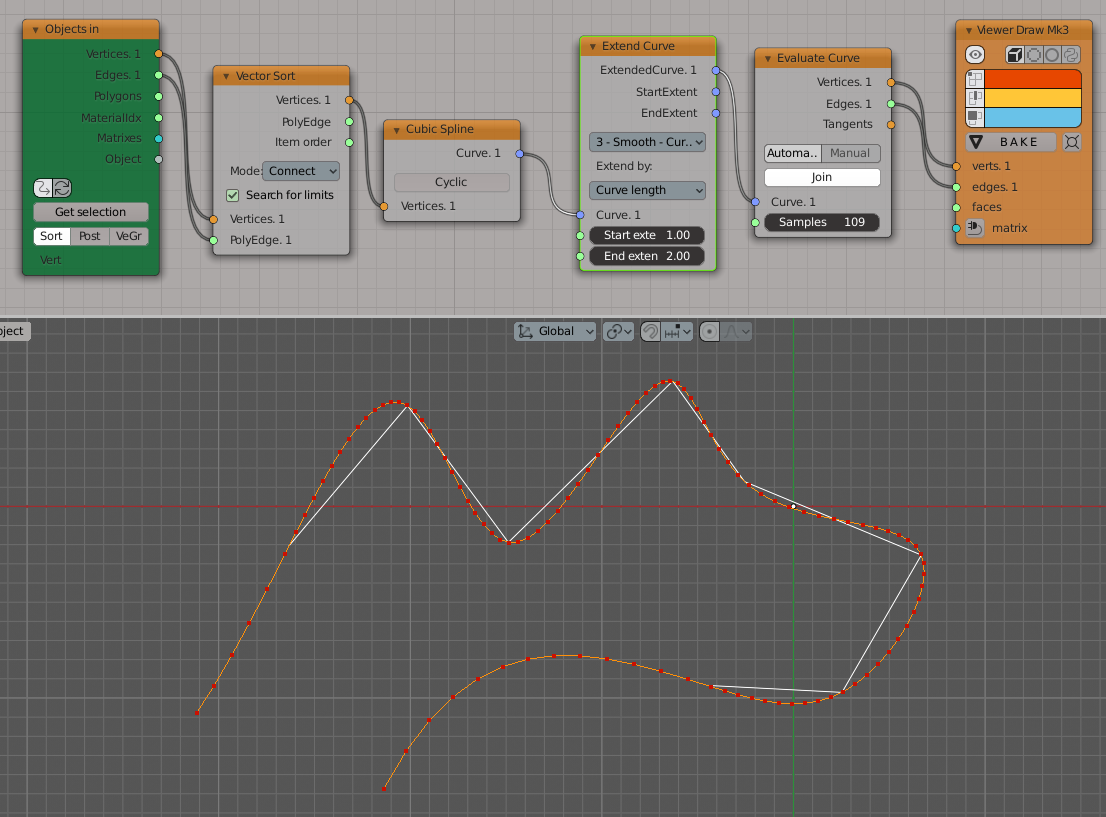 Objects in
Vertices. 1
Edges. 1
Polygons
MaterialIdx
Matrixes
Object
Get selection
Sort Post VeGr
Vert
Vector Sort
Vertices. 1
PolyEdge
Item order
Mode: Connect
Search for limits
Vertices. 1
PolyEdge. 1
Cubic Spline
Curve. 1
Cyclic
Vertices. 1
Extend Curve
ExtendedCurve. 1
StartExtent
EndExtent
3 - Smooth - Cur..
Extend by:
Curve length
Curve. 1
Start exte 1.00
End exten 2.00
Evaluate Curve
Vertices. 1
Edges. 1
Tangents
Automa.. Manual
Join
Curve. 1
Samples 109
Viewer Draw Mk3
BAKE
verts. 1
edges. 1
faces
matrix
oject
Global